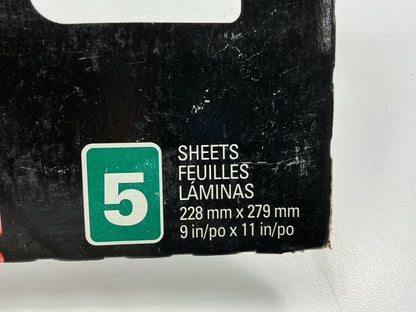 5
SHEETS
FEUILLES
LÁMINAS
228 mm x 279 mm
9 in/po x 11 in/po